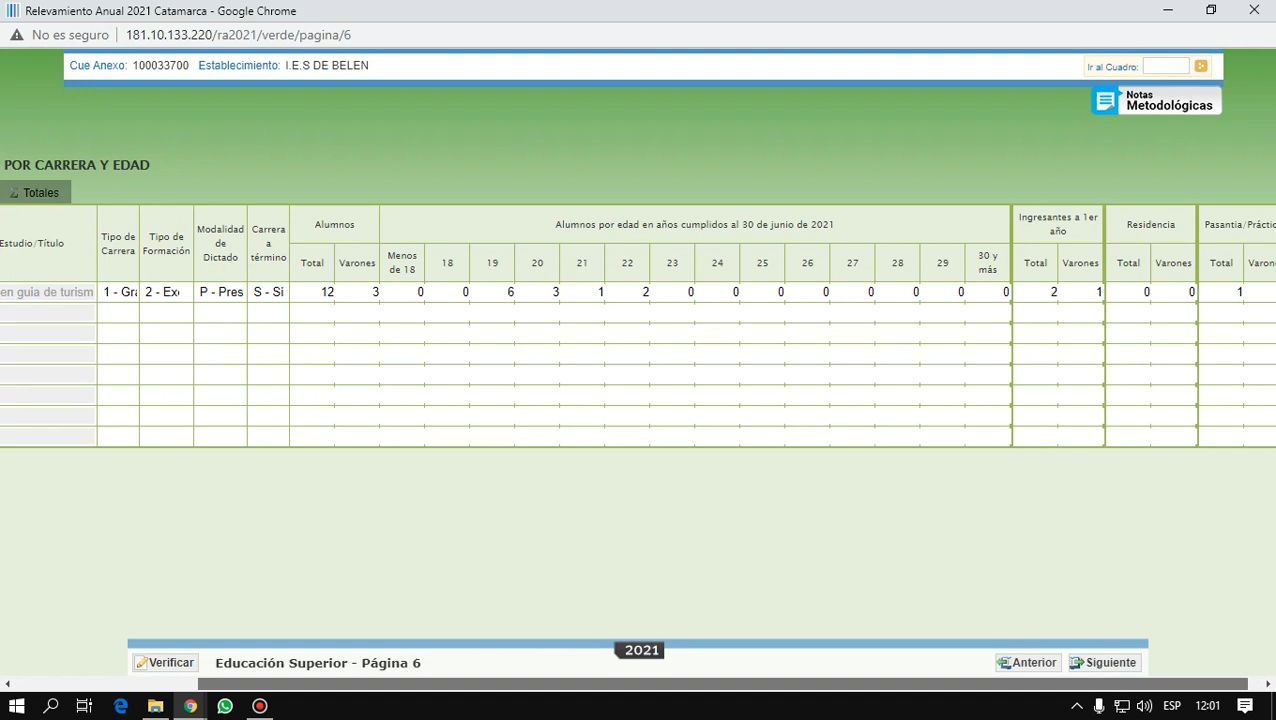 Relevamiento Anual 2021 Catamarca - Google Chrome
No es seguro 181.10.133.220/ra2021/verde/pagina/6
Cue Anexo: 100033700 Establecimiento: I.E.S DE BELEN Ir al Cuadro:
Notas
Metodológicas
POR CARRERA Y EDAD
Totales
Estudio/Título Tipo de Carrera Tipo de Formación Modalidad de Dictado Carrera a término Alumnos Alumnos por edad en años cumplidos al 30 de junio de 2021 Ingresantes a 1er año Residencia Pasantia/Práctic
Total Varones Menos de 18 18 19 20 21 22 23 24 25 26 27 28 29 30 y más Total Varones Total Varones Total Varon
en guia de turism 1 - Gra 2 - Exc P - Pres S - Si 12 3 0 0 6 3 1 2 0 0 0 0 0 0 0 0 2 1 0 0 1
2021
Verificar Educación Superior - Página 6 Anterior Siguiente
ESP 12:01